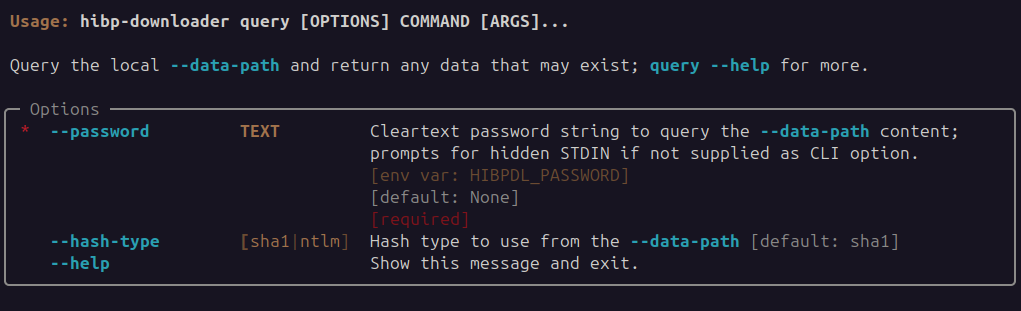 Usage: hibp-downloader query [OPTIONS] COMMAND [ARGS]...
Query the local --data-path and return any data that may exist; query --help for more.
Options
* --password TEXT Cleartext password string to query the --data-path content;
prompts for hidden STDIN if not supplied as CLI option.
[env var: HIBPDL_PASSWORD]
[default: None]
[required]
--hash-type [sha1|ntlm] Hash type to use from the --data-path [default: sha1]
--help Show this message and exit.